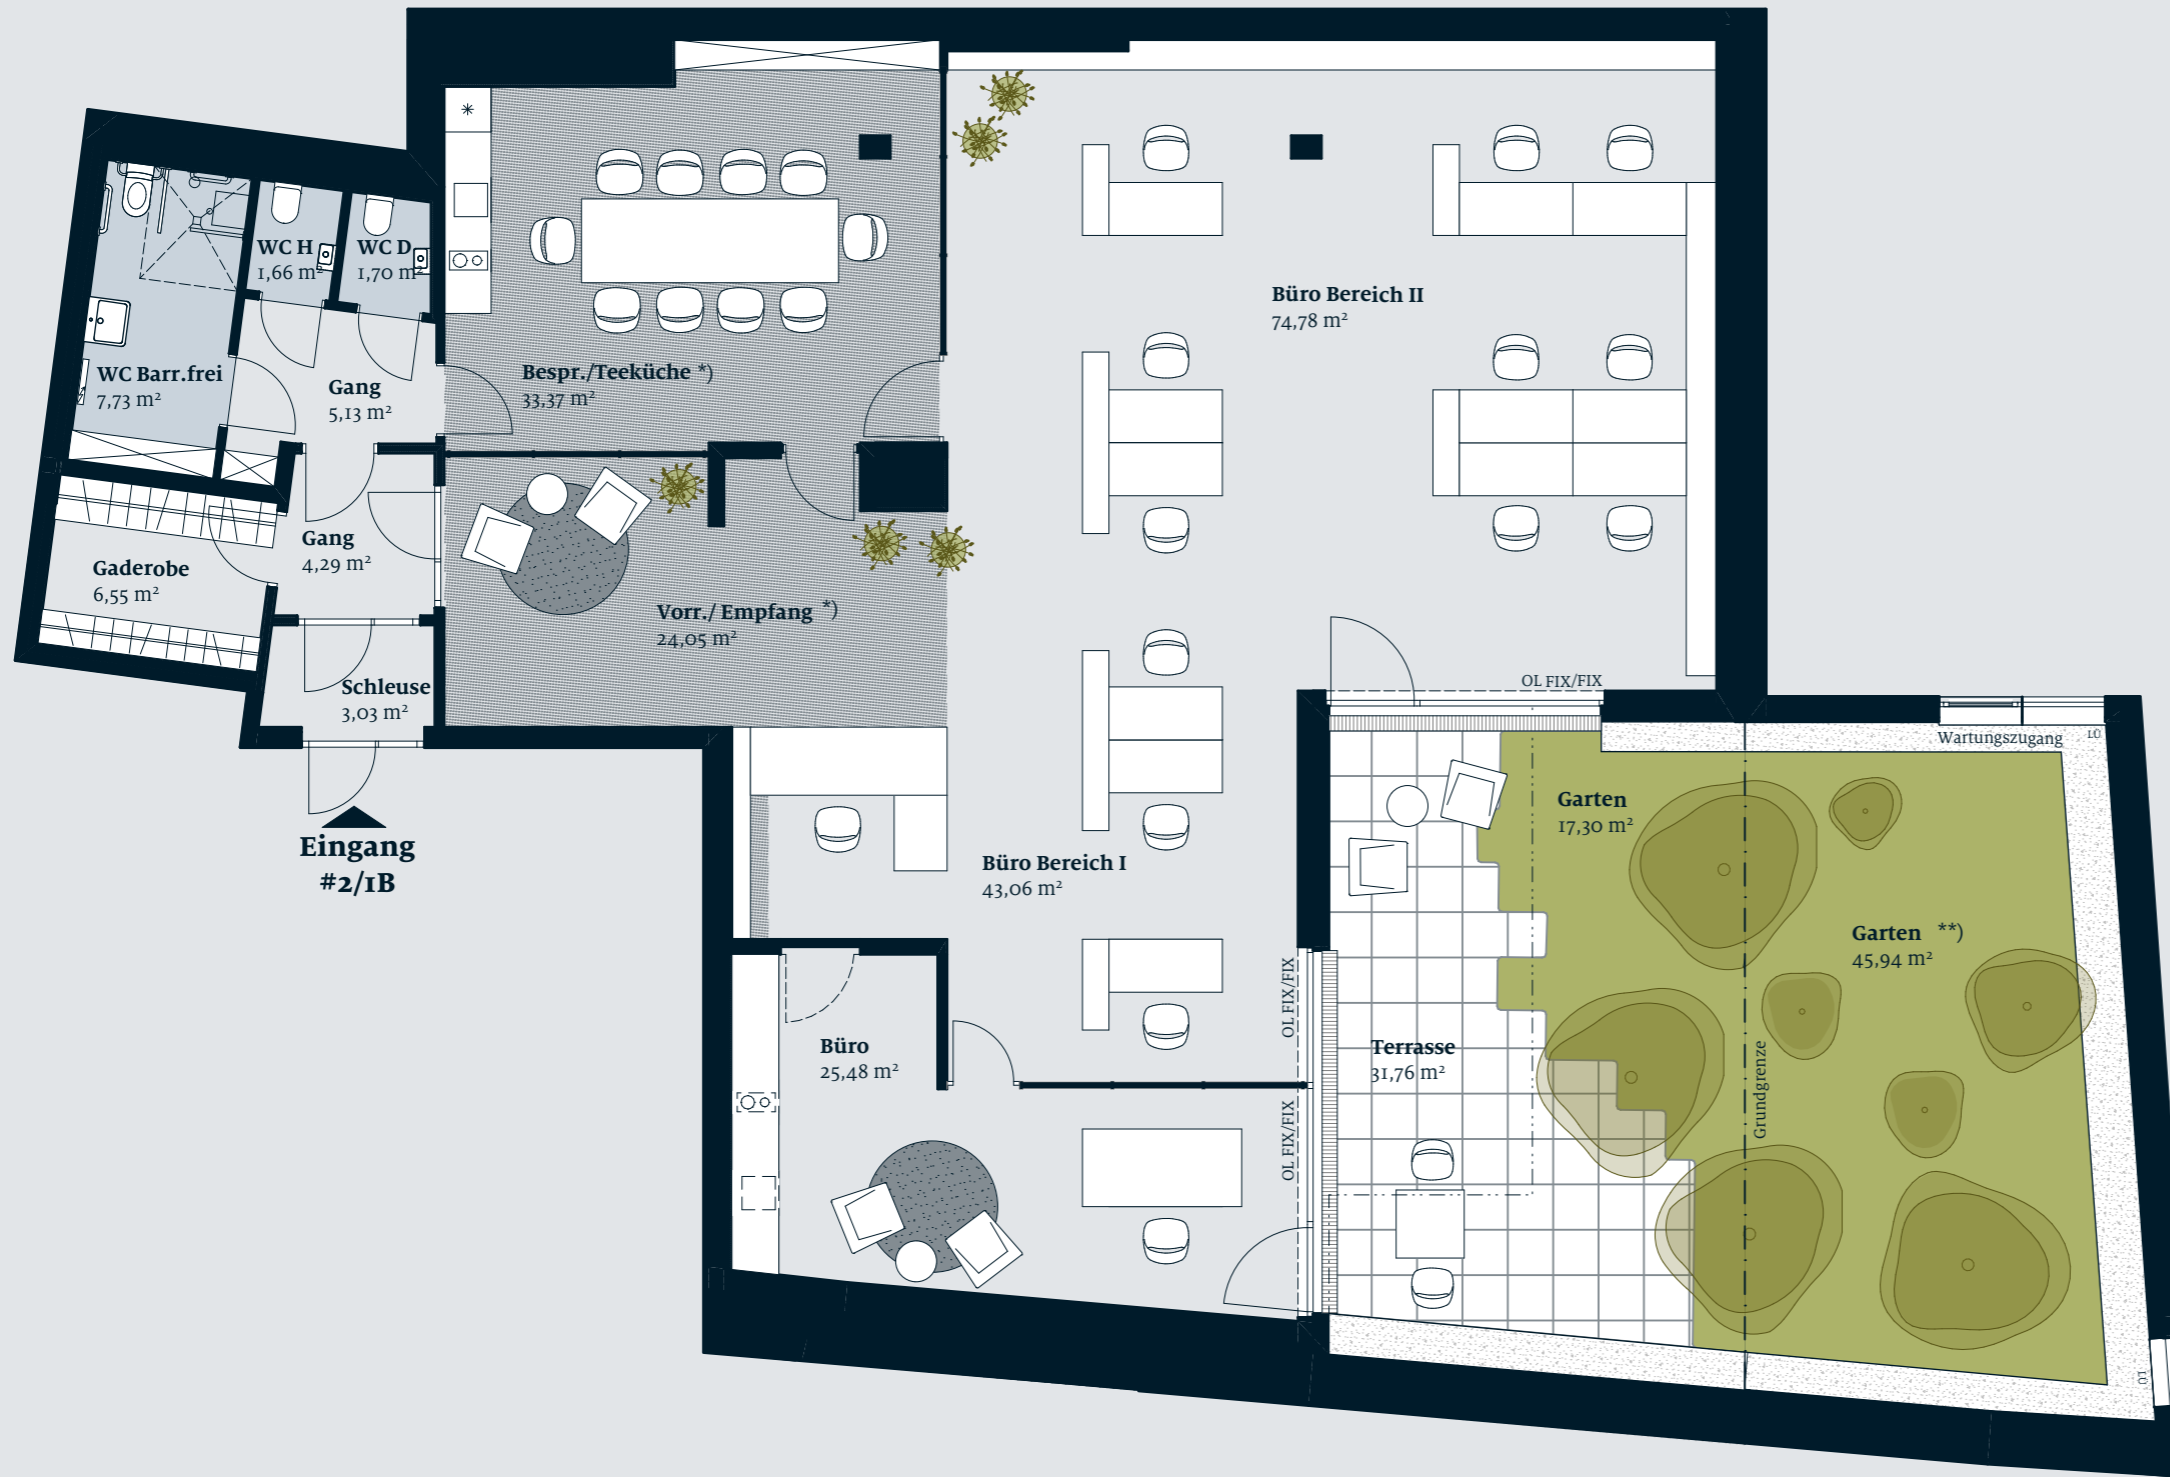 WC H
1,66 m²
WC D
1,70 m²
WC Barr.frei
7,73 m²
Gang
5,13 m²
Bespr./Teeküche *)
33,37 m²
Büro Bereich II
74,78 m²
Gang
4,29 m²
Gaderobe
6,55 m²
Vorr./ Empfang *)
24,05 m²
Schleuse
3,03 m²
OL FIX/FIX
Wartungszugang
LÜ
Eingang
#2/1B
Garten
17,30 m²
Büro Bereich I
43,06 m²
Garten **)
45,94 m²
OL FIX/FIX
Büro
25,48 m²
Terrasse
31,76 m²
Grundgrenze
OL FIX/FIX
LÜ